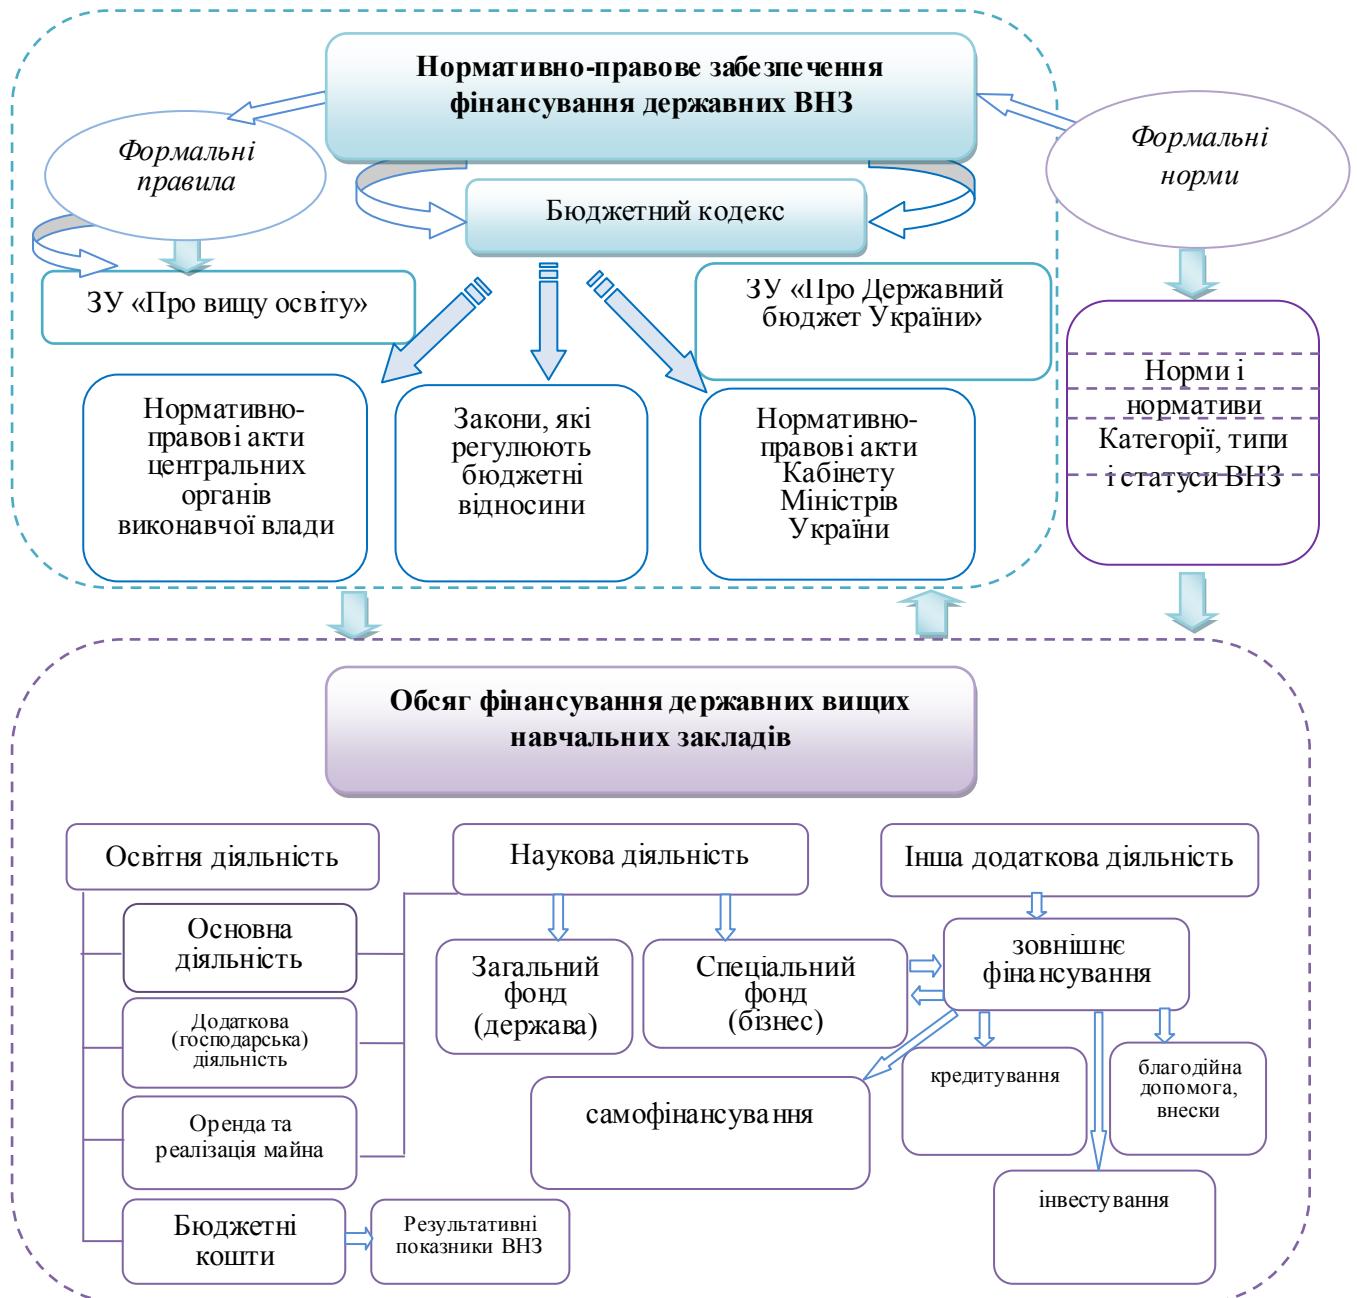 Нормативно-правове забезпечення
фінансування державних ВНЗ
Формальні
правила
Формальні
норми
Бюджетний кодекс
ЗУ «Про вищу освіту»
ЗУ «Про Державний
бюджет України»
Нормативно-
правові акти
центральних
органів
виконавчої влади
Закони, які
регулюють
бюджетні
відносини
Нормативно-
правові акти
Кабінету
Міністрів
України
Норми і
нормативи
Категорії, типи
і статуси ВНЗ
Обсяг фінансування державних вищих
навчальних закладів
Освітня діяльність
Наукова діяльність
Інша додаткова діяльність
Основна
діяльність
Додаткова
(господарська)
діяльність
Оренда та
реалізація майна
Бюджетні
кошти
Результативні
показники ВНЗ
Загальний
фонд
(держава)
Спеціальний
фонд
(бізнес)
зовнішнє
фінансування
самофінансування
кредитування
благодійна
допомога,
внески
інвестування